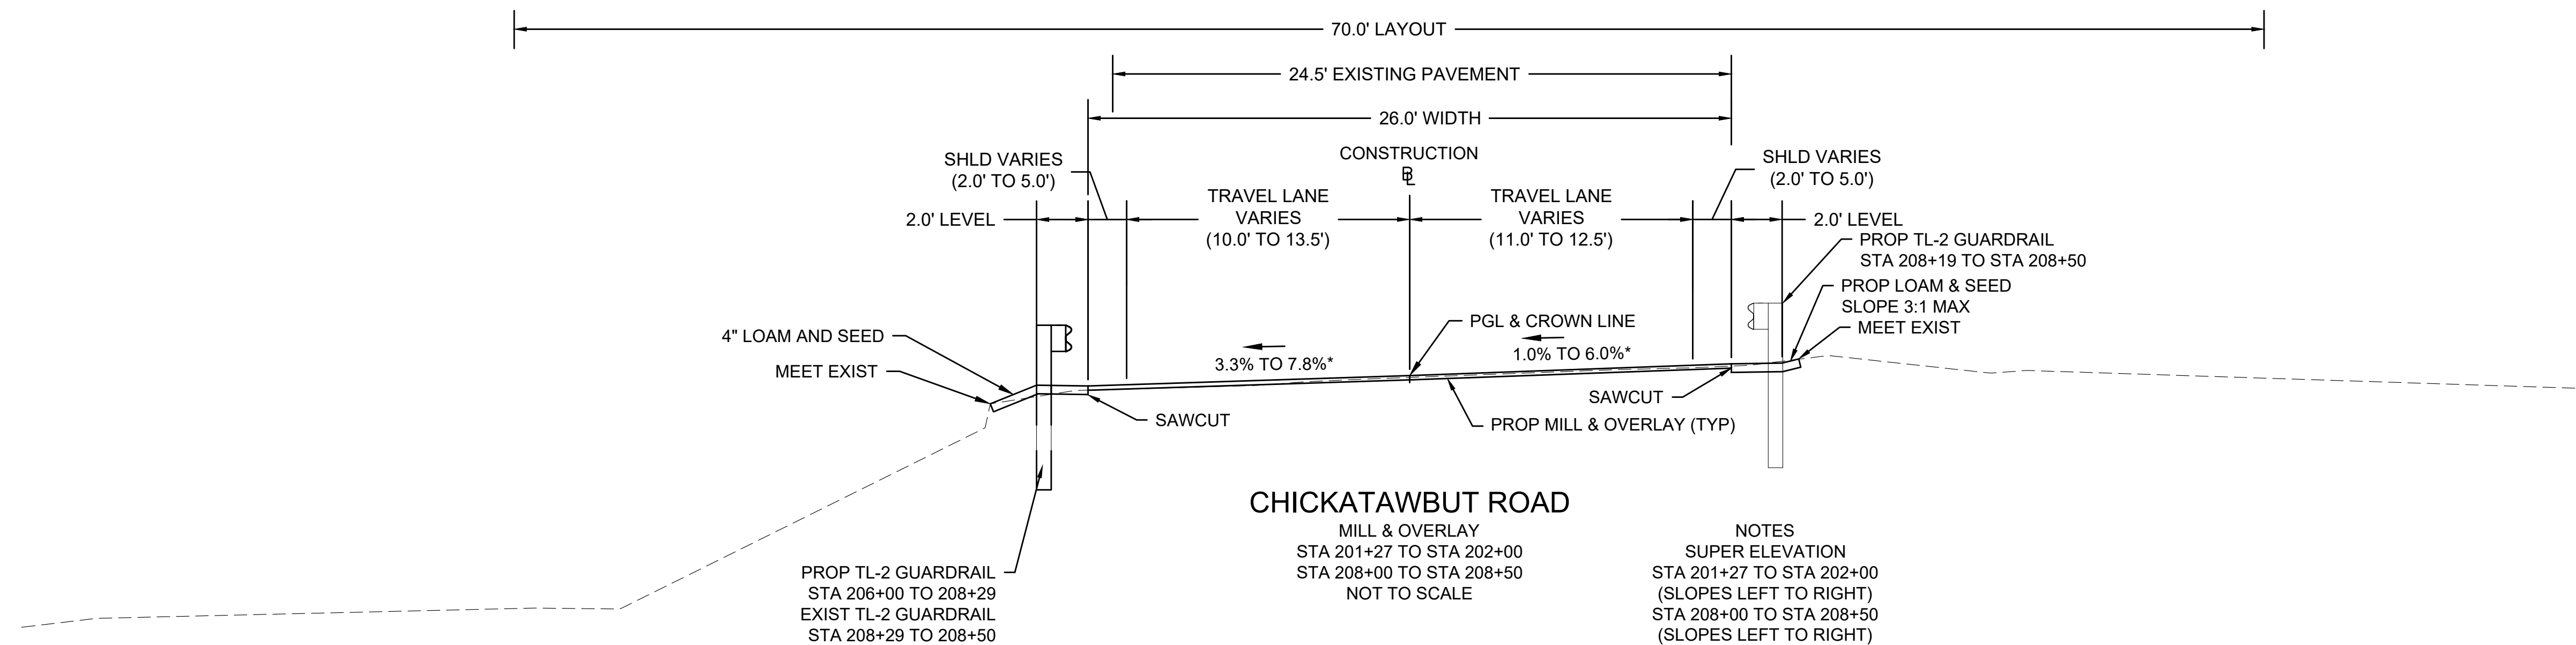 70.0' LAYOUT
24.5' EXISTING PAVEMENT
26.0' WIDTH
CONSTRUCTION
BL
SHLD VARIES
(2.0' TO 5.0')
SHLD VARIES
(2.0' TO 5.0')
2.0' LEVEL
TRAVEL LANE
VARIES
(10.0' TO 13.5')
TRAVEL LANE
VARIES
(11.0' TO 12.5')
2.0' LEVEL
PROP TL-2 GUARDRAIL
STA 208+19 TO STA 208+50
PROP LOAM & SEED
SLOPE 3:1 MAX
MEET EXIST
4" LOAM AND SEED
MEET EXIST
PGL & CROWN LINE
3.3% TO 7.8%*
1.0% TO 6.0%*
SAWCUT
SAWCUT
PROP MILL & OVERLAY (TYP)
PROP TL-2 GUARDRAIL
STA 206+00 TO 208+29
EXIST TL-2 GUARDRAIL
STA 208+29 TO 208+50
CHICKATAWBUT ROAD
MILL & OVERLAY
STA 201+27 TO STA 202+00
STA 208+00 TO STA 208+50
NOT TO SCALE
NOTES
SUPER ELEVATION
STA 201+27 TO STA 202+00
(SLOPES LEFT TO RIGHT)
STA 208+00 TO STA 208+50
(SLOPES LEFT TO RIGHT)